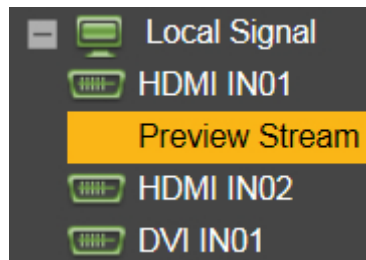 Local Signal
HDMI IN01
Preview Stream
HDMI IN02
DVI IN01